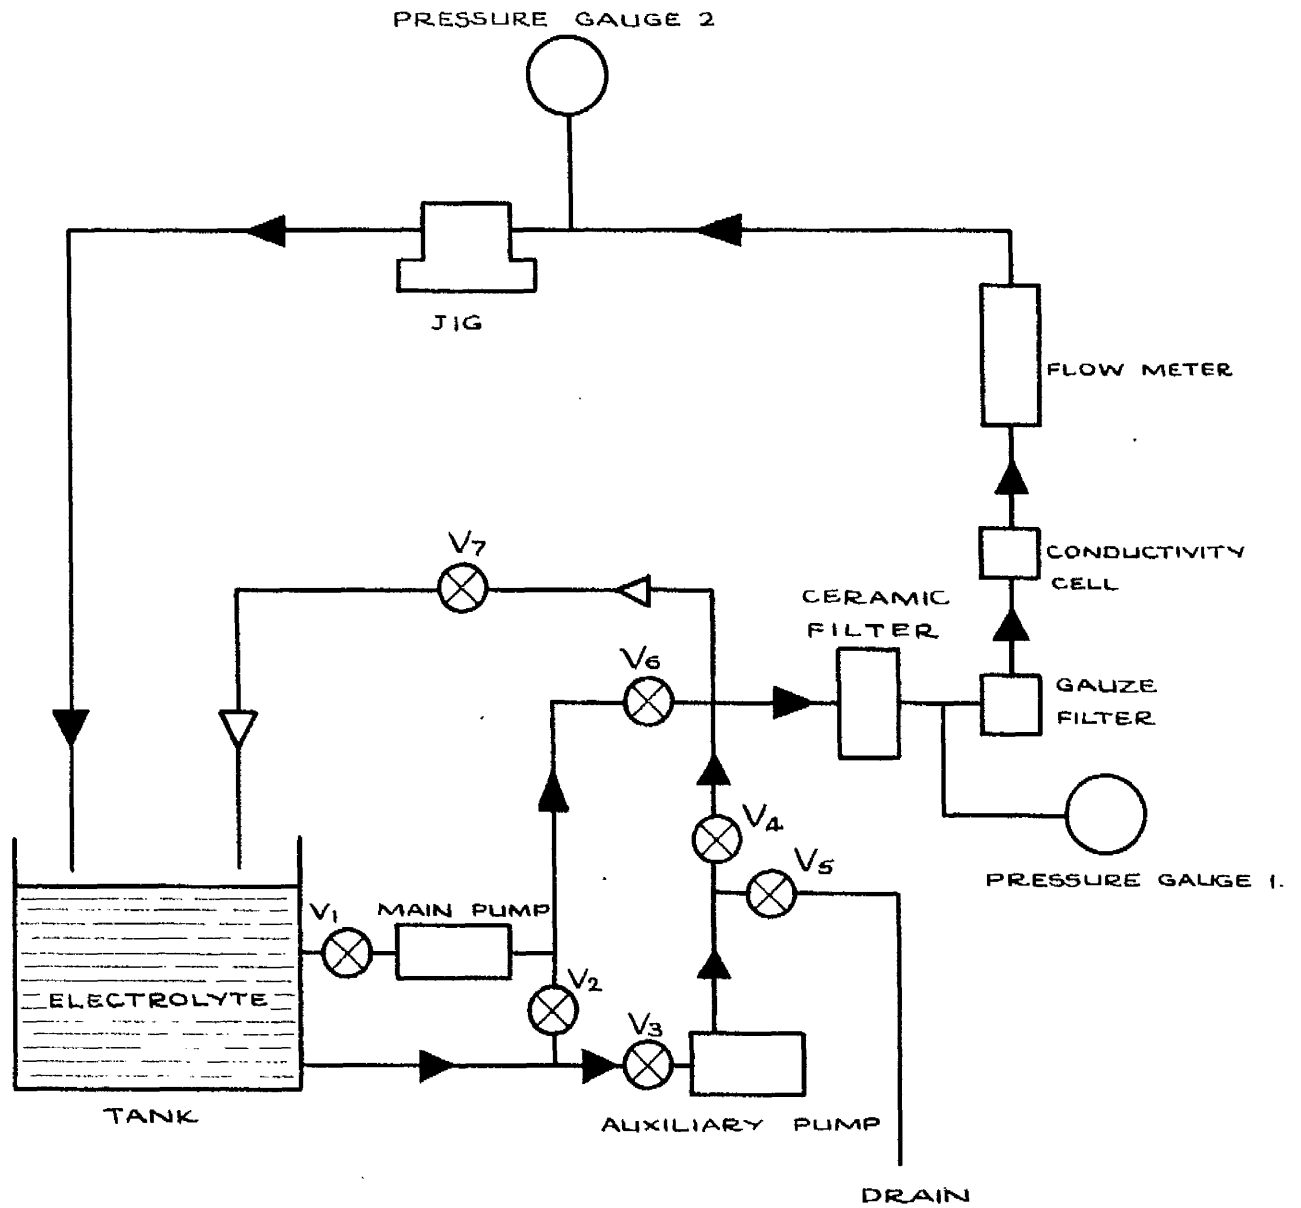 PRESSURE GAUGE 2
JIG
FLOW METER
V7
CONDUCTIVITY
CELL
CERAMIC
FILTER
V6
GAUZE
FILTER
V4
V5
PRESSURE GAUGE 1.
V1
MAIN PUMP
V2
ELECTROLYTE
V3
TANK
AUXILIARY PUMP
DRAIN